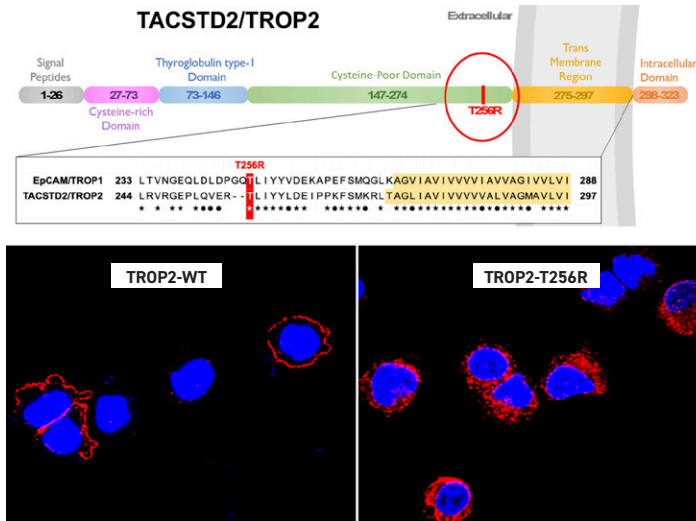 TACSTD2/TROP2
Extracellular
Signal
Peptides
Thyroglobulin type-I
Domain
Cysteine-Poor Domain
Trans
Membrane
Region
Intracellular
Domain
1-26
27-73
73-146
147-274
275-297
298-323
Cysteine-rich
Domain
T256R
T256R
EpCAM/TROP1 233 LTVNGEQLDLDPGQTLIYYVDEKAPEFSMQGLKAGVIAVIVVVVIAVVAGIVVLVI 288
TACSTD2/TROP2 244 LRVRGEPLQVER--TLIYYLDEIPPKFSMKRLTAGLIAVIVVVVVALVAGMAVLVI 297
TROP2-WT
TROP2-T256R